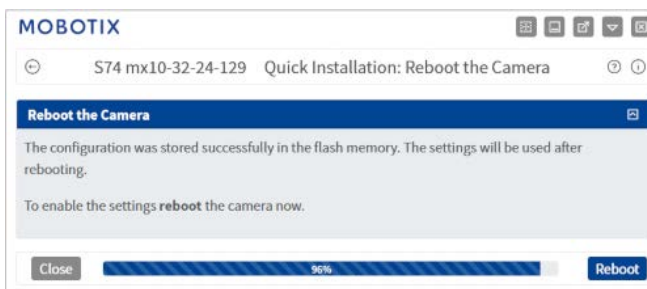 MOBOTIX
S74 mx10-32-24-129 Quick Installation: Reboot the Camera
Reboot the Camera
The configuration was stored successfully in the flash memory. The settings will be used after
rebooting.
To enable the settings reboot the camera now.
Close 96% Reboot